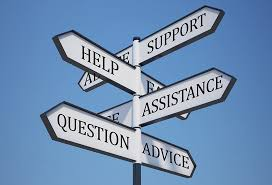 SUPPORT
HELP
ASSISTANCE
QUESTION
ADVICE